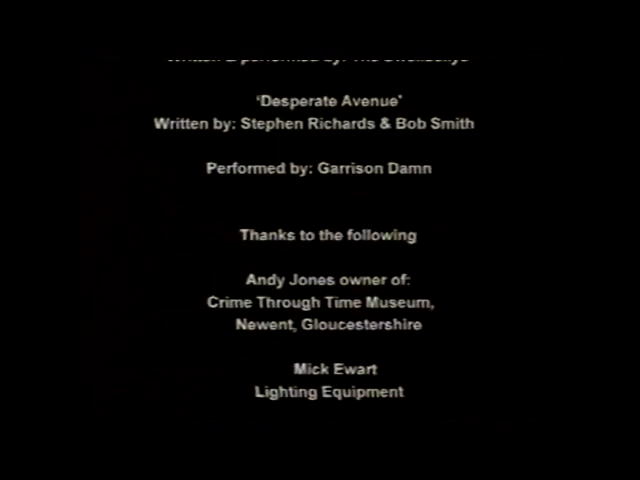 'Desperate Avenue'
Written by: Stephen Richards & Bob Smith
Performed by: Garrison Damn
Thanks to the following
Andy Jones owner of:
Crime Through Time Museum,
Newent, Gloucestershire
Mick Ewart
Lighting Equipment